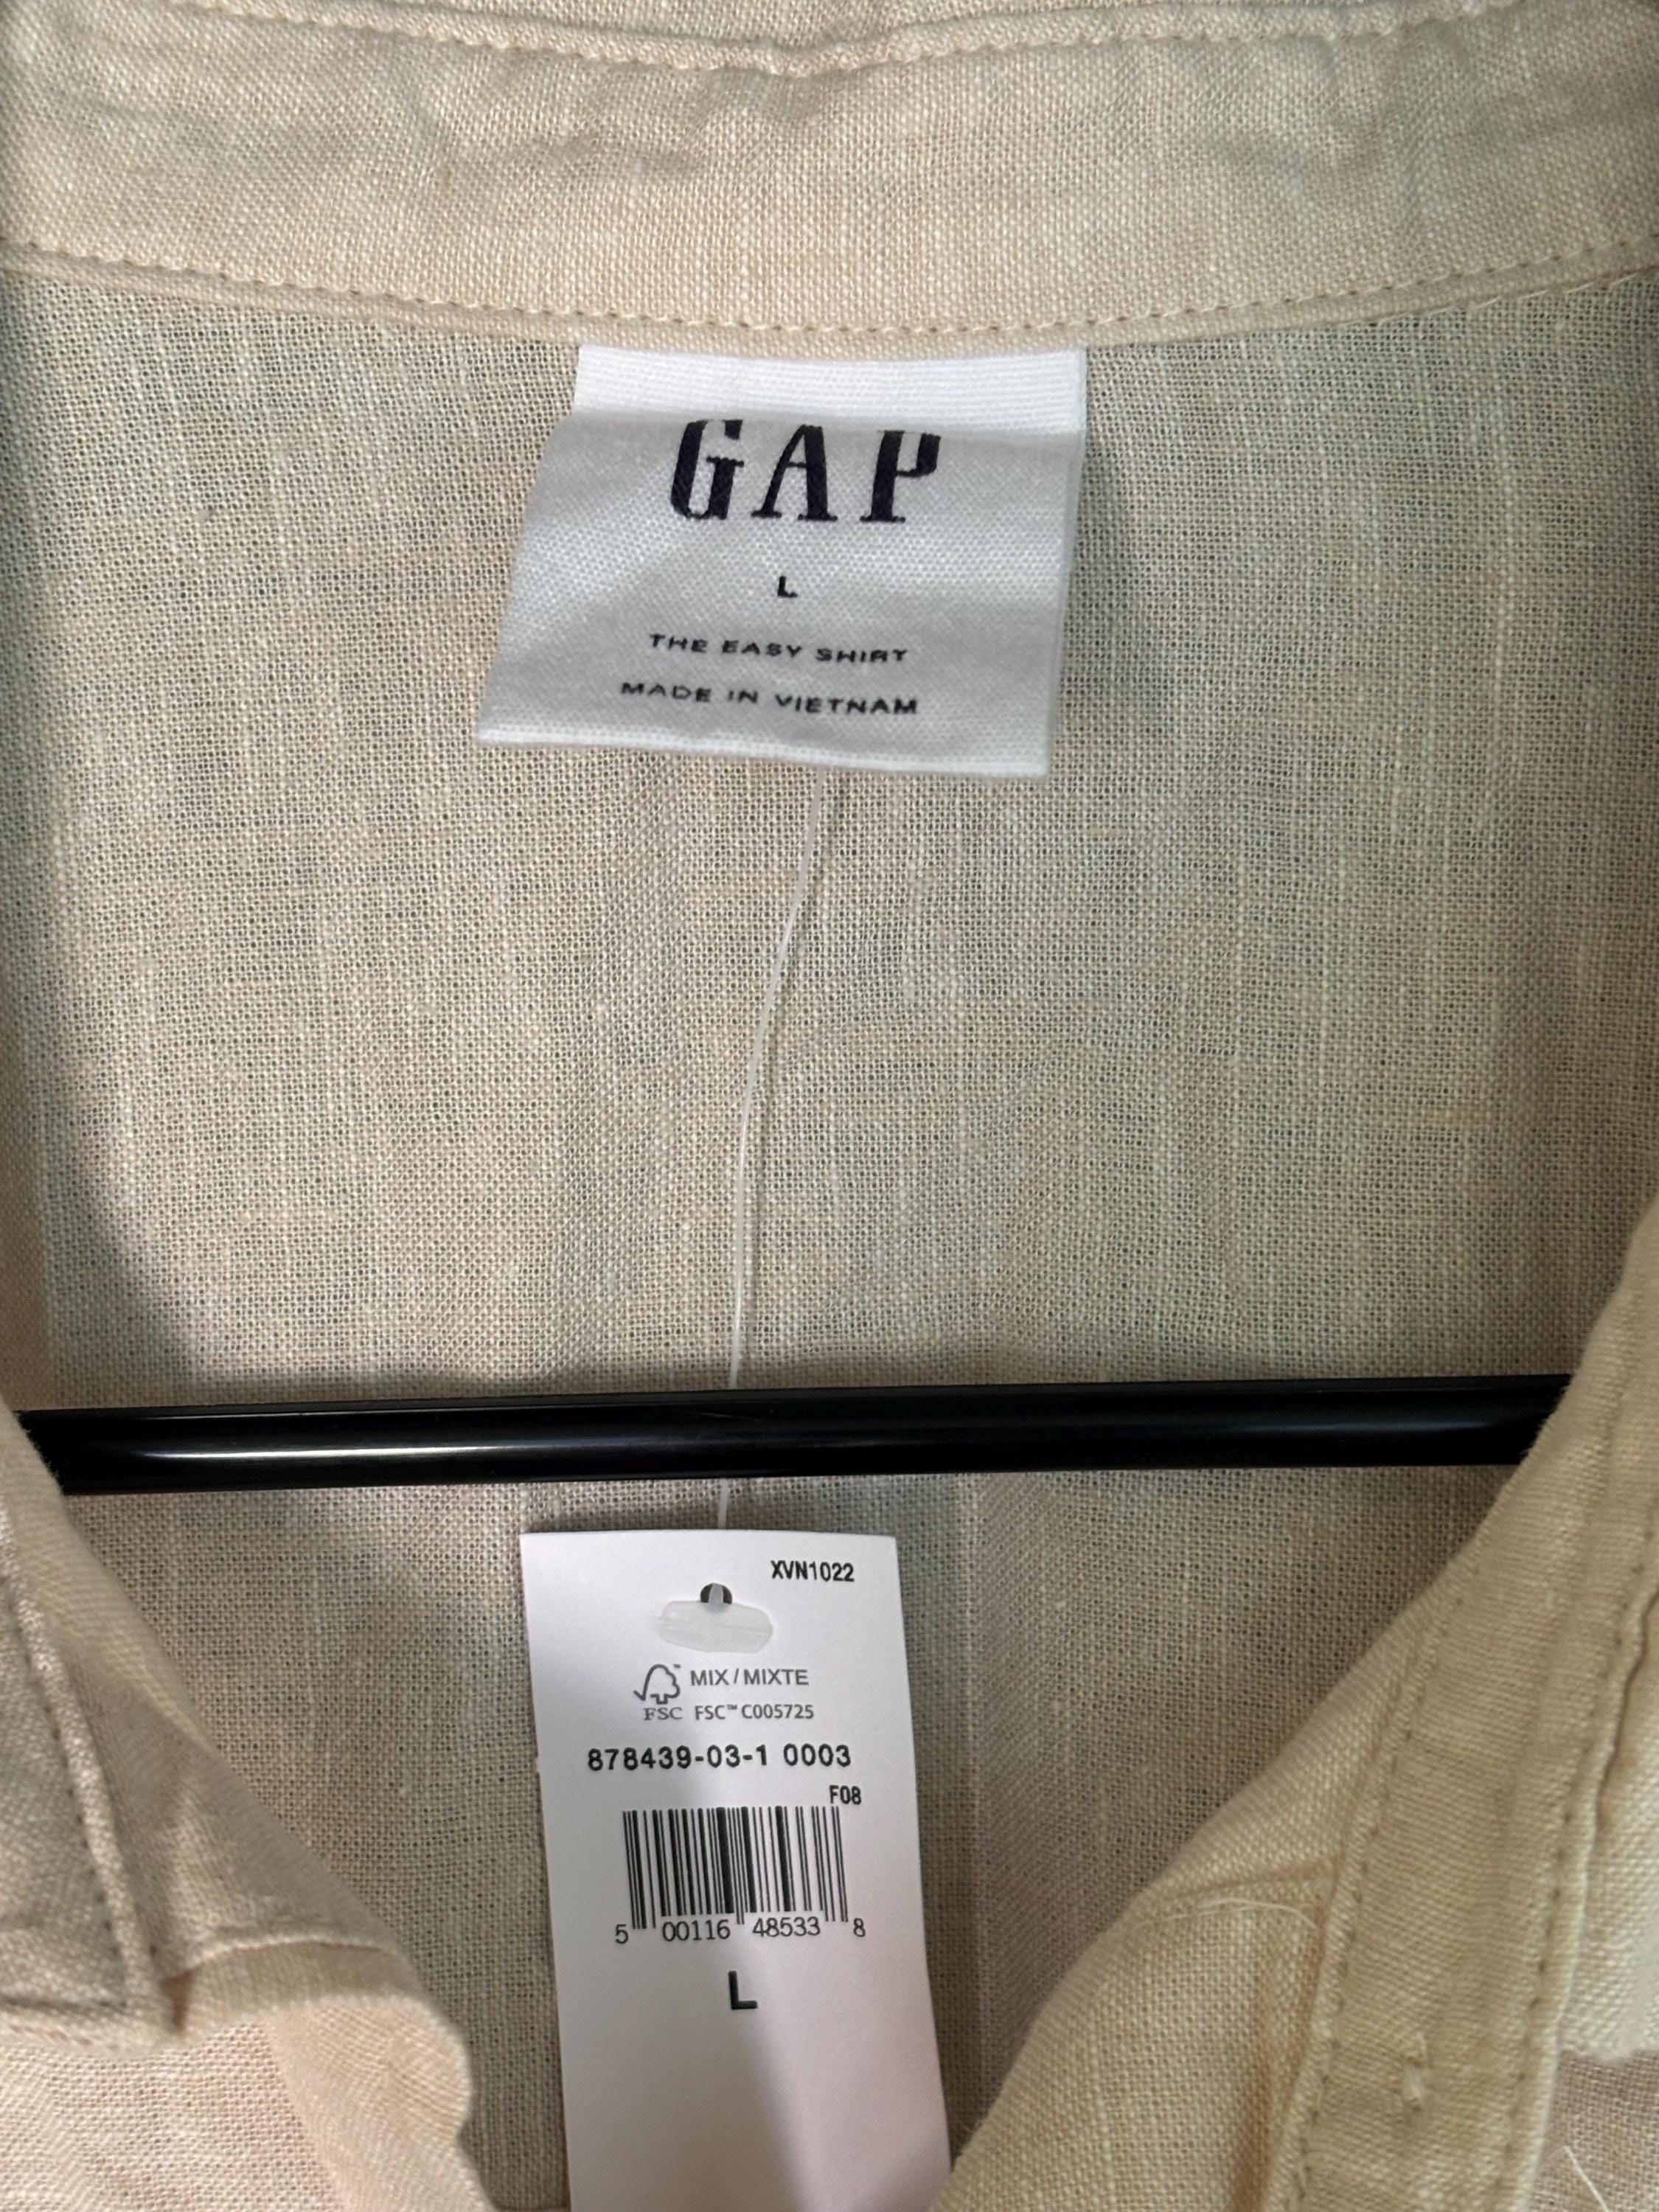 GAP
L
THE EASY SHIRT
MADE IN VIETNAM
XVN1022
MIX / MIXTE
FSC FSC™ C005725
878439-03-1 0003
F08
5 00116 48533 8
L